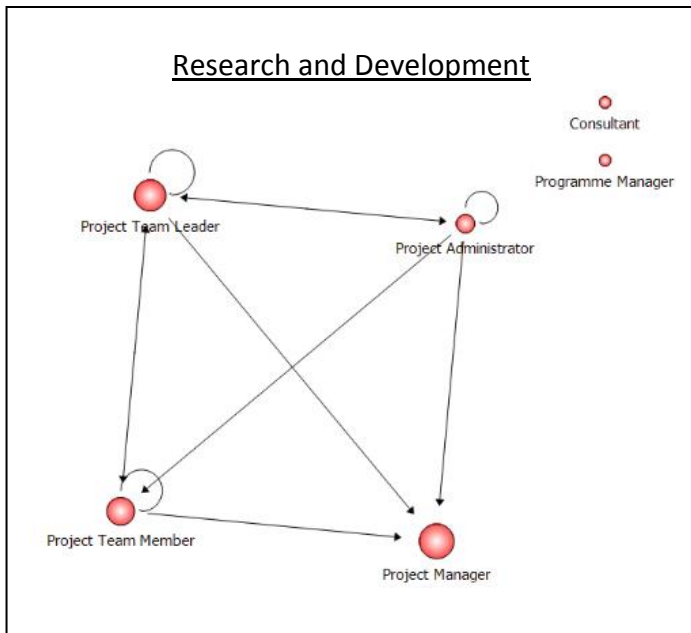 Research and Development
Consultant
Programme Manager
Project Team Leader
Project Administrator
Project Team Member
Project Manager